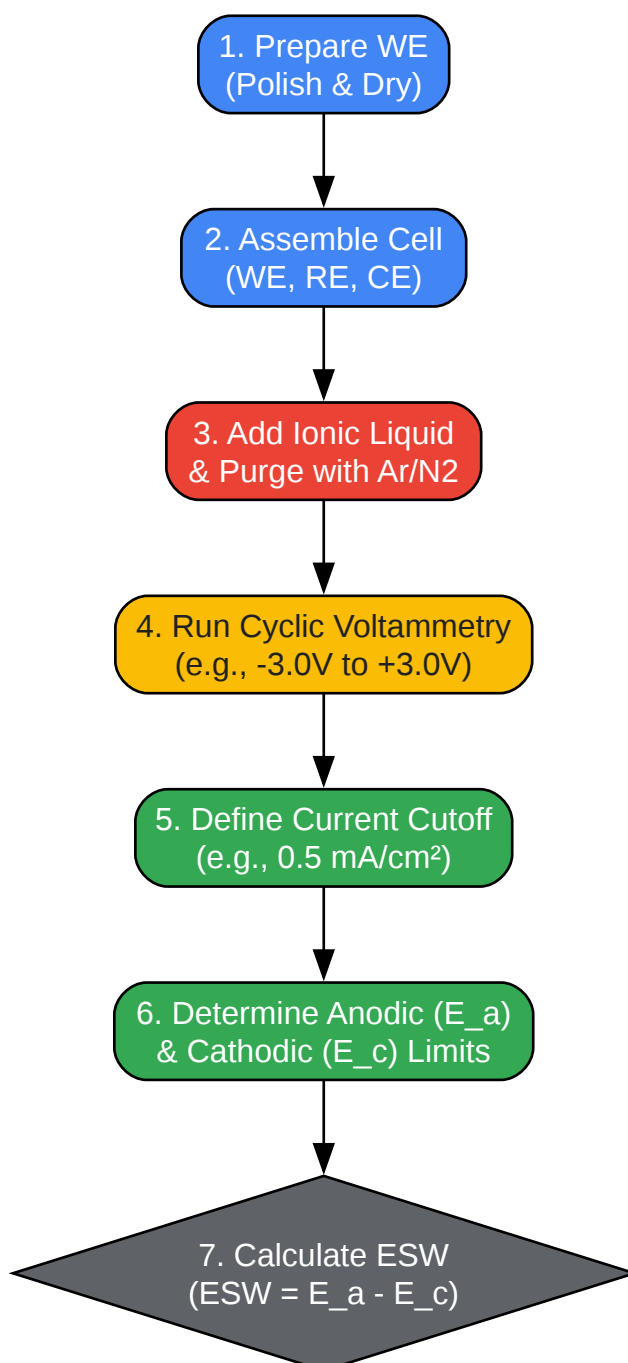 1. Prepare WE
(Polish & Dry)
2. Assemble Cell
(WE, RE, CE)
3. Add Ionic Liquid
& Purge with Ar/N2
4. Run Cyclic Voltammetry
(e.g., -3.0V to +3.0V)
5. Define Current Cutoff
(e.g., 0.5 mA/cm²)
6. Determine Anodic (E_a)
& Cathodic (E_c) Limits
7. Calculate ESW
(ESW = E_a - E_c)